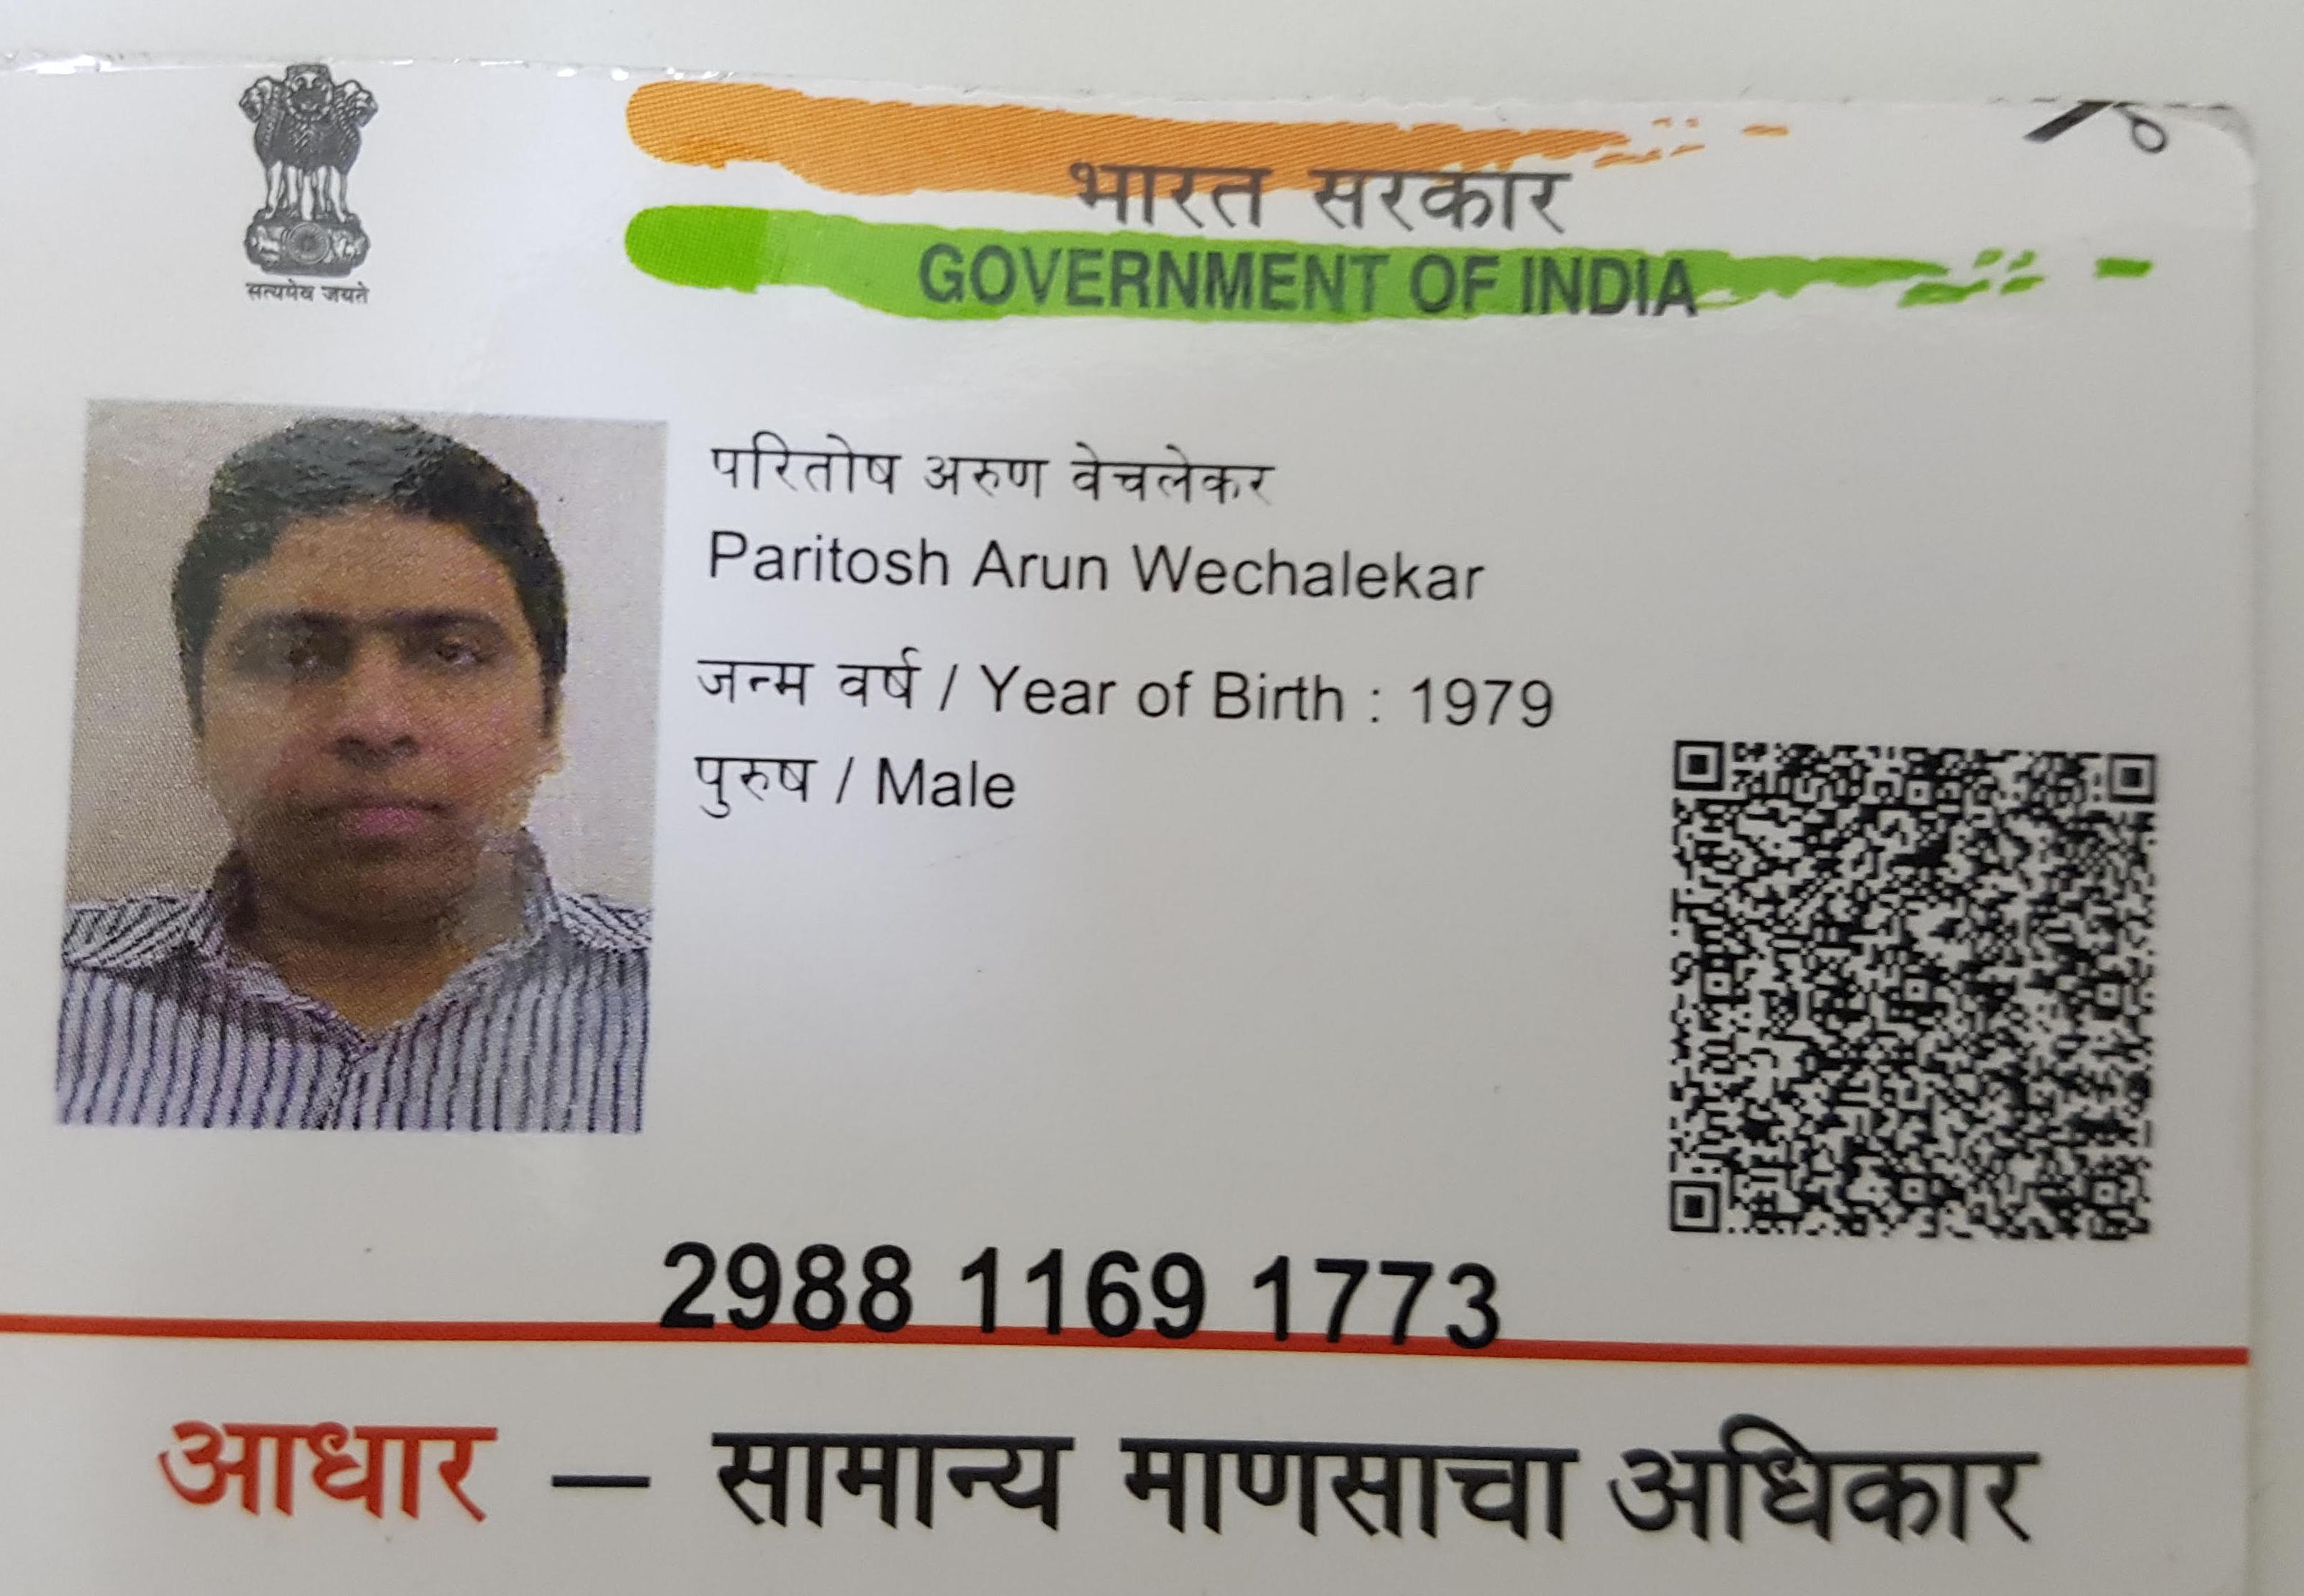 सत्यमेव जयते
भारत सरकार
GOVERNMENT OF INDIA
परितोष अरुण वेचलेकर
Paritosh Arun Wechalekar
जन्म वर्ष / Year of Birth : 1979
पुरुष / Male
2988 1169 1773
आधार – सामान्य माणसाचा अधिकार